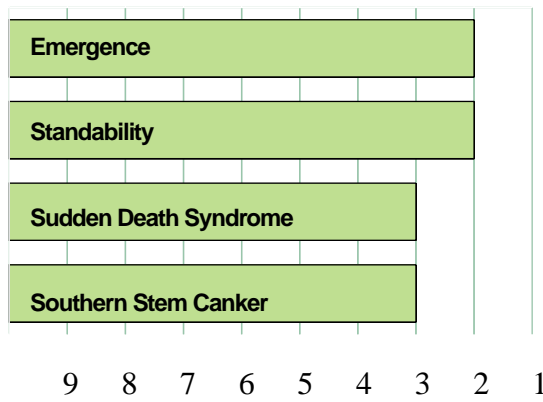 Emergence
Standability
Sudden Death Syndrome
Southern Stem Canker
9 8 7 6 5 4 3 2 1